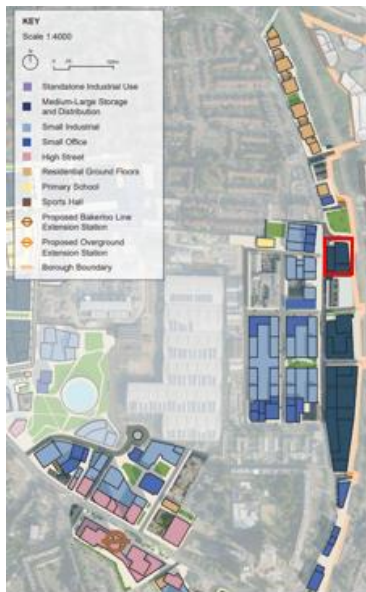 KEY
Scale 1:4000
N
Standalone Industrial Use
Medium-Large Storage
and Distribution
Small Industrial
Small Office
High Street
Residential Ground Floors
Primary School
Sports Hall
Proposed Bakerloo Line
Extension Station
Proposed Overground
Extension Station
Borough Boundary